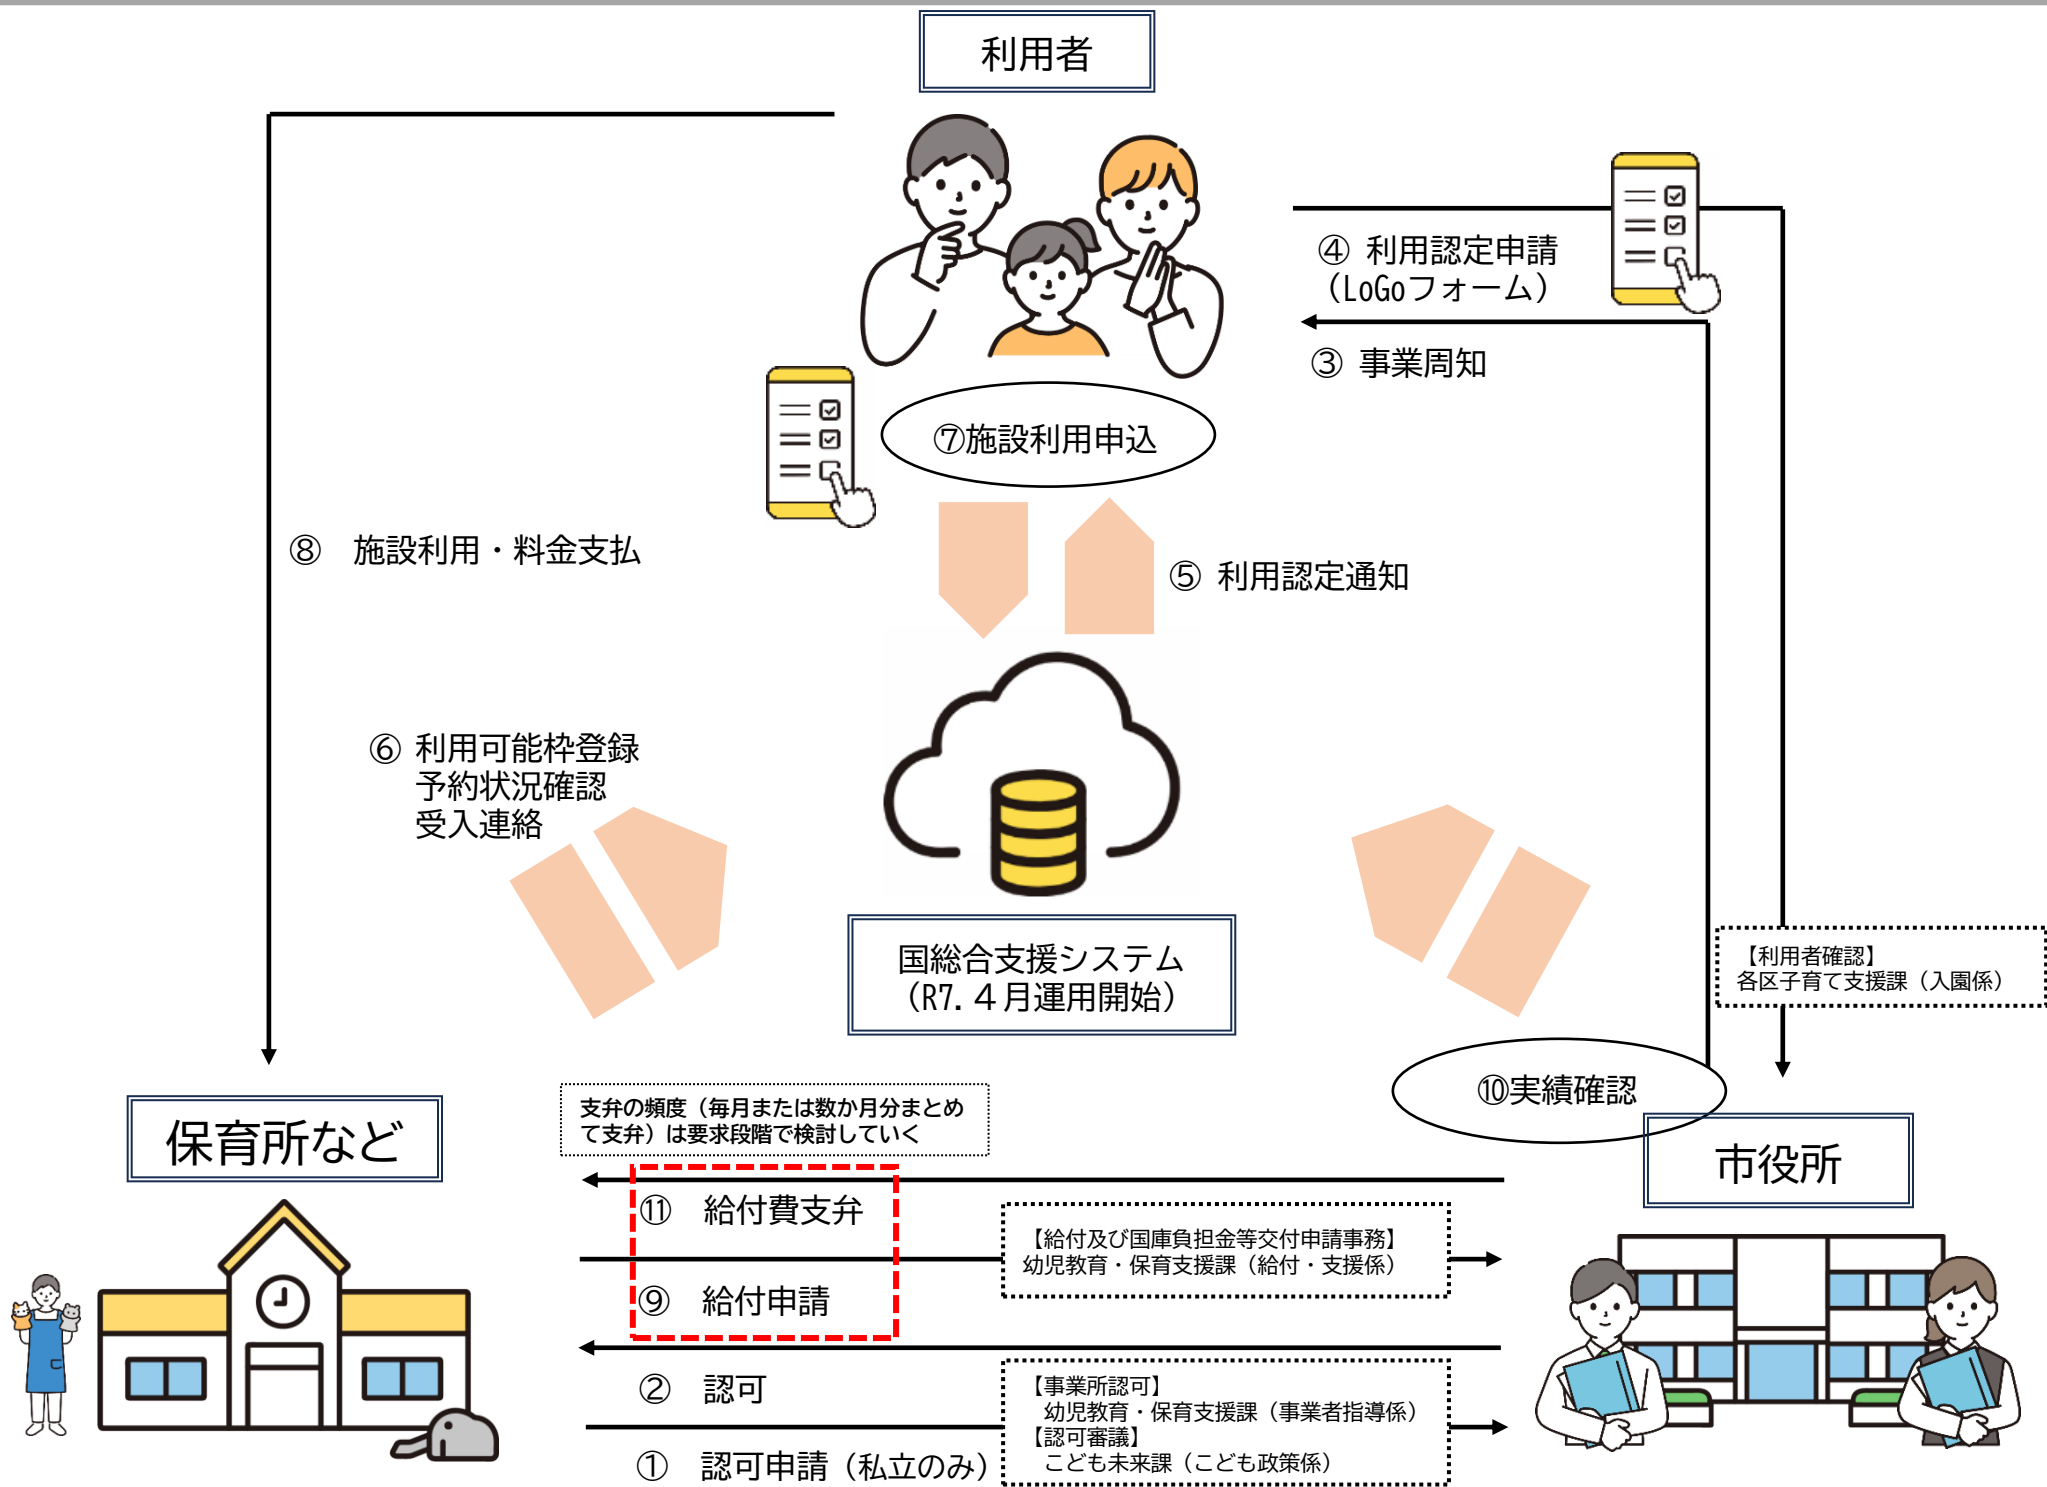 利用者
④ 利用認定申請
（LoGoフォーム）
③ 事業周知
⑦施設利用申込
⑧　施設利用・料金支払
⑤ 利用認定通知
⑥ 利用可能枠登録
予約状況確認
受入連絡
国総合支援システム
（R7.４月運用開始）
【利用者確認】
各区子育て支援課（入園係）
⑩実績確認
保育所など
支弁の頻度（毎月または数か月分まとめ
て支弁）は要求段階で検討していく
市役所
⑪　給付費支弁
【給付及び国庫負担金等交付申請事務】
幼児教育・保育支援課（給付・支援係）
⑨　給付申請
②　認可
【事業所認可】
幼児教育・保育支援課（事業者指導係）
【認可審議】
こども未来課（こども政策係）
①　認可申請（私立のみ）